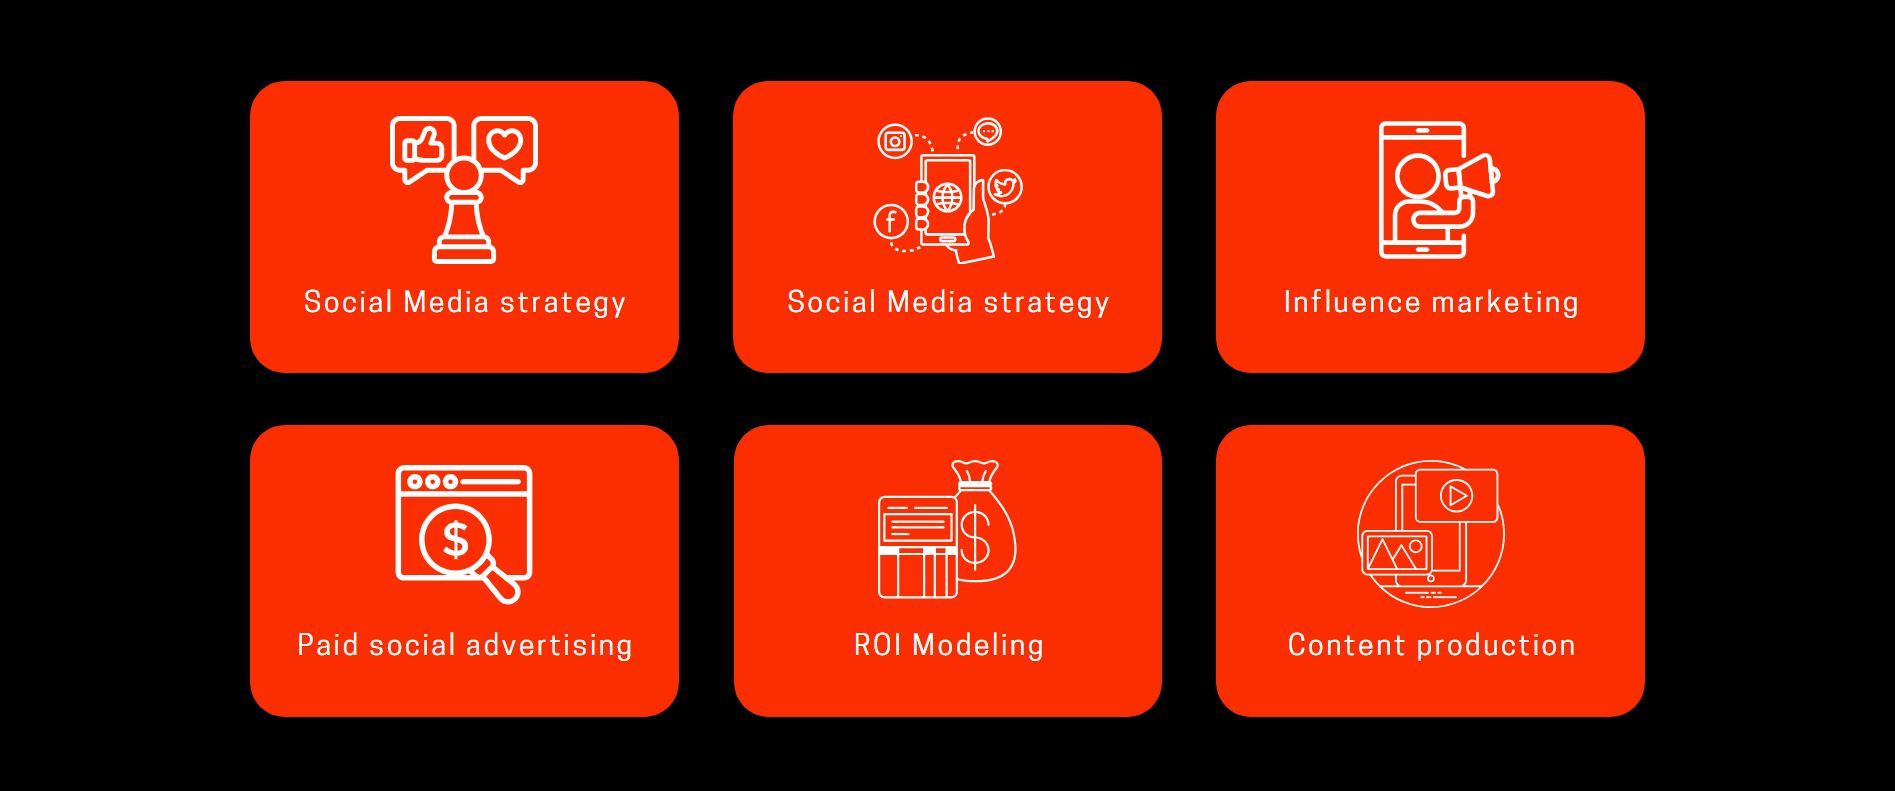 Social Media strategy
Social Media strategy
Influence marketing
Paid social advertising
ROI Modeling
Content production